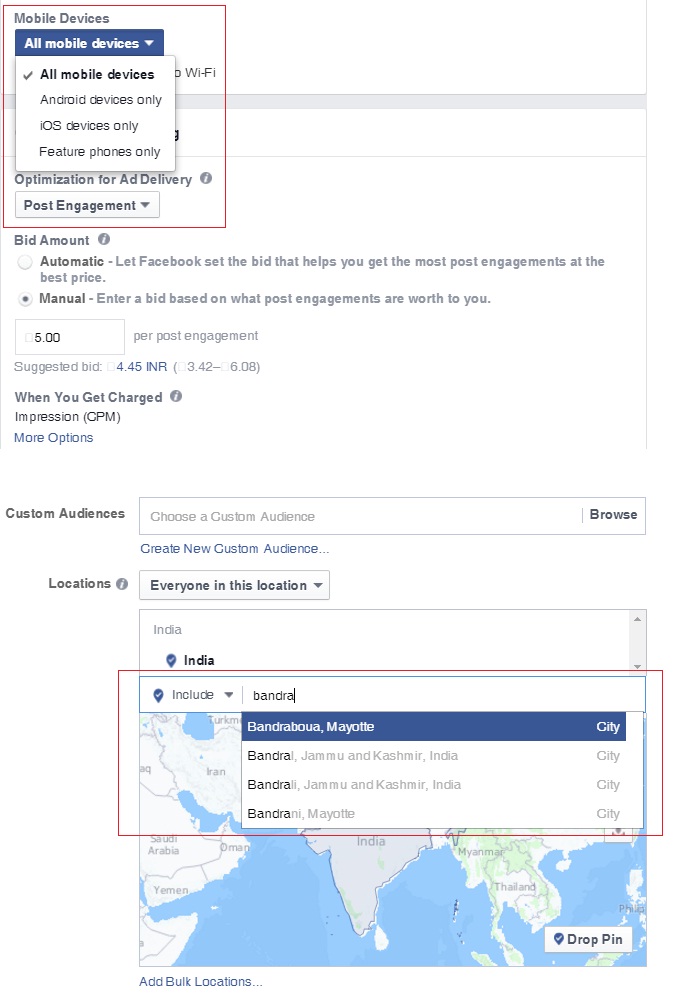 Mobile Devices
All mobile devices
All mobile devices
o Wi-Fi
Android devices only
iOS devices only
g
Feature phones only
Optimization for Ad Delivery
Post Engagement
Bid Amount
Automatic - Let Facebook set the bid that helps you get the most post engagements at the
best price.
Manual - Enter a bid based on what post engagements are worth to you.
5.00 per post engagement
Suggested bid: 4.45 INR (3.42–6.08)
When You Get Charged
Impression (CPM)
More Options
Custom Audiences
Choose a Custom Audience
Browse
Create New Custom Audience...
Locations
Everyone in this location
India
India
Include
bandra
Bandraboua, Mayotte City
Bandral, Jammu and Kashmir, India City
Bandrali, Jammu and Kashmir, India City
Bandrani, Mayotte City
Turkm
aq
Iran
Saudi
Arabia
Oman
India
Myanmar
Yemen
Thailand
Phili
Drop Pin
Add Bulk Locations...